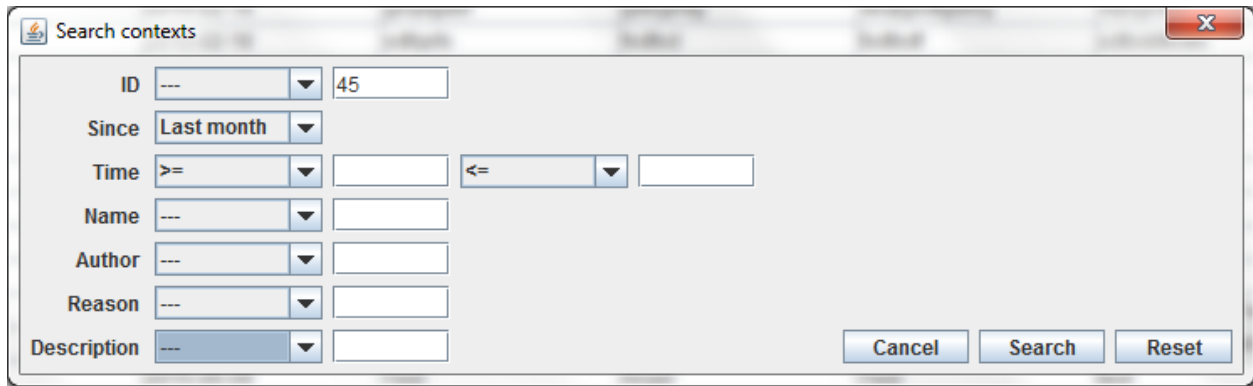 Search contexts
ID --- 45
Since Last month
Time >= <=
Name ---
Author ---
Reason ---
Description ---
Cancel Search Reset